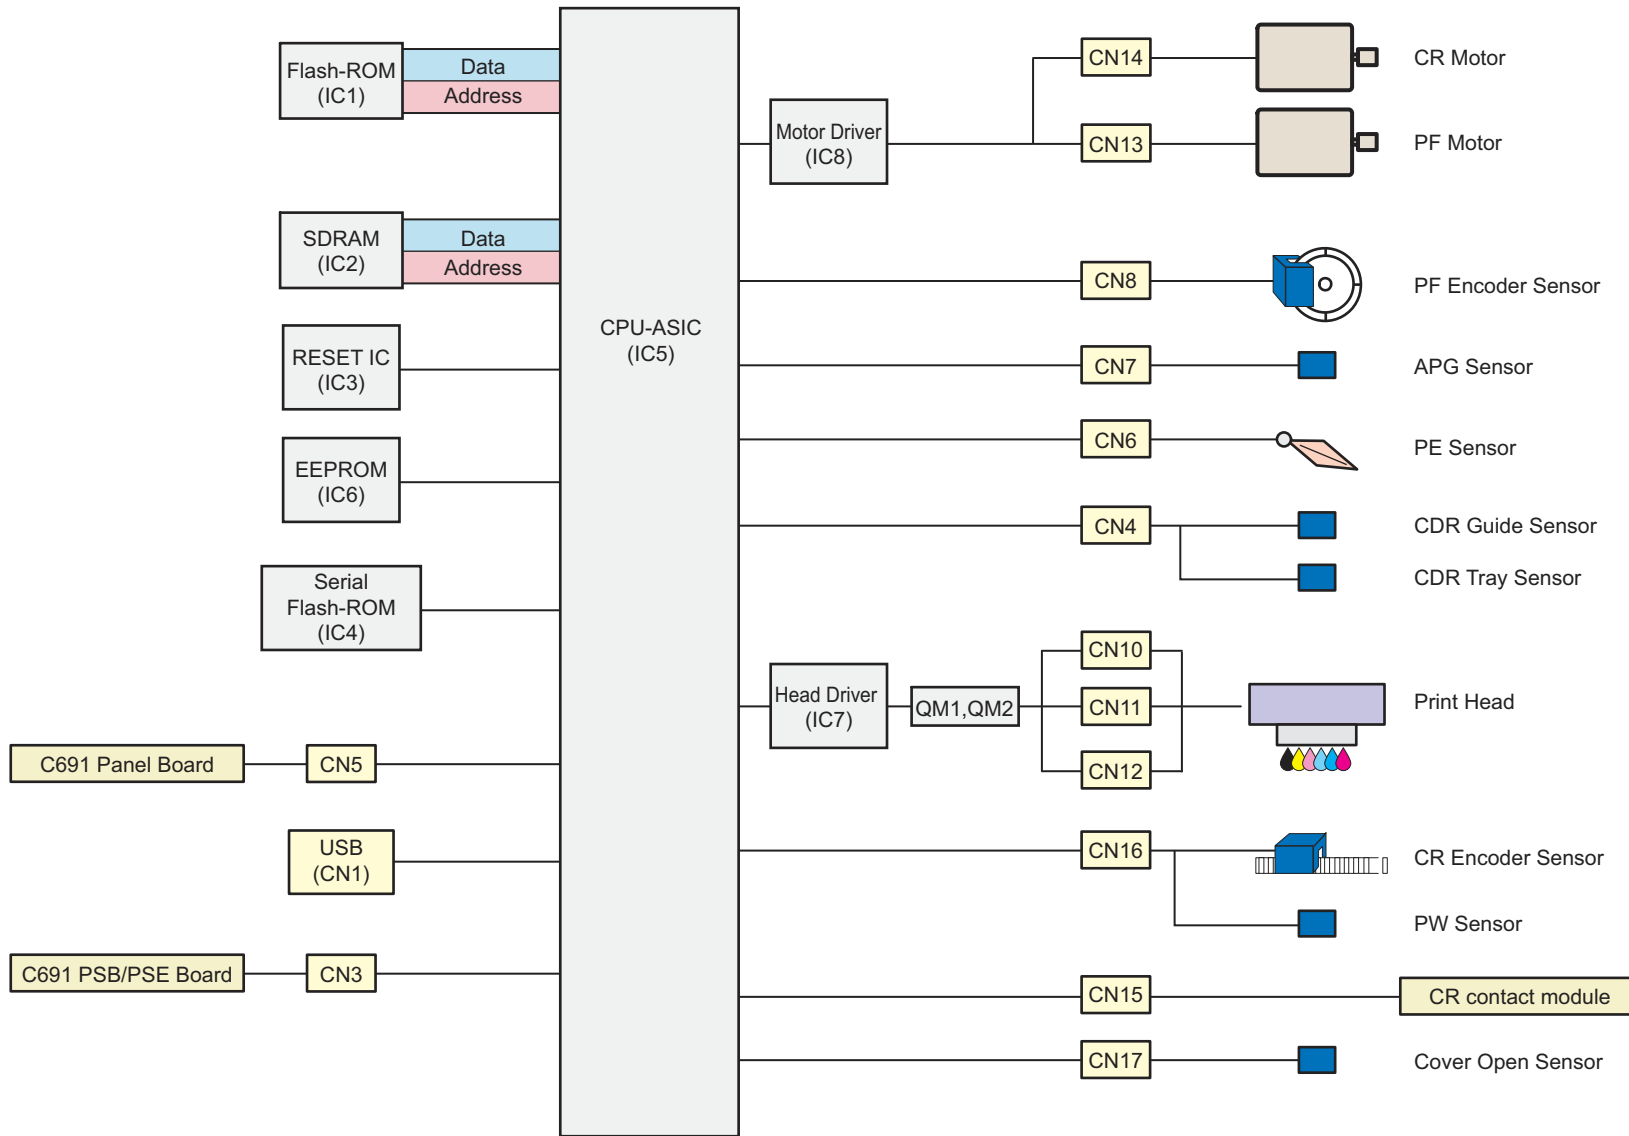 Flash-ROM
(IC1)
Data
Address
SDRAM
(IC2)
Data
Address
RESET IC
(IC3)
EEPROM
(IC6)
Serial
Flash-ROM
(IC4)
C691 Panel Board
CN5
USB
(CN1)
C691 PSB/PSE Board
CN3
CPU-ASIC
(IC5)
Motor Driver
(IC8)
CN14
CR Motor
CN13
PF Motor
CN8
PF Encoder Sensor
CN7
APG Sensor
CN6
PE Sensor
CN4
CDR Guide Sensor
CDR Tray Sensor
Head Driver
(IC7)
QM1,QM2
CN10
CN11
CN12
Print Head
CN16
CR Encoder Sensor
PW Sensor
CN15
CR contact module
CN17
Cover Open Sensor